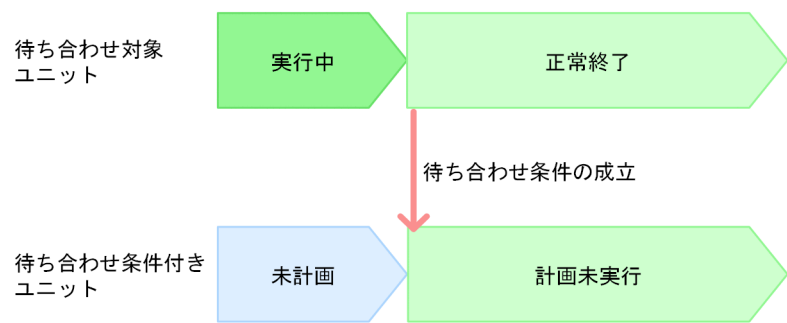 待ち合わせ対象
ユニット
実行中
正常終了
待ち合わせ条件の成立
待ち合わせ条件付き
ユニット
未計画
計画未実行